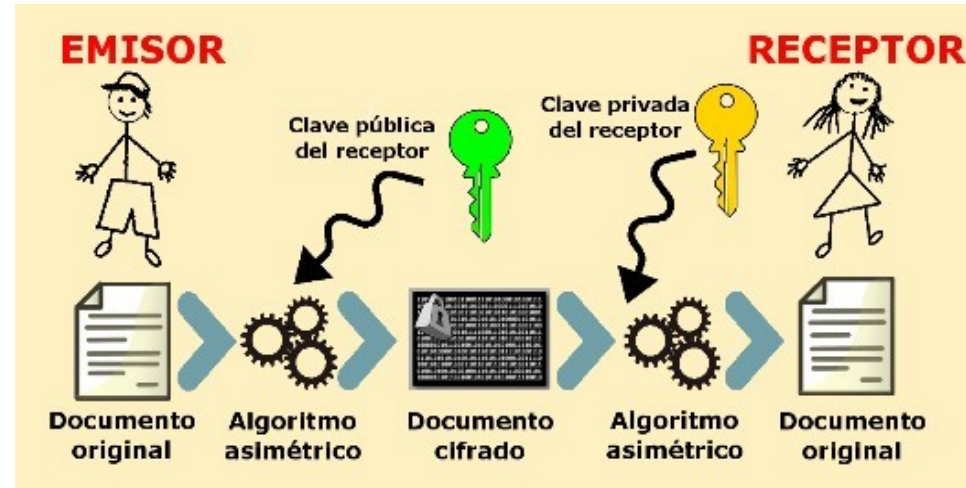 EMISOR
RECEPTOR
Clave pública
del receptor
Clave privada
del receptor
Documento
original
Algoritmo
asimétrico
Documento
cifrado
Algoritmo
asimétrico
Documento
original